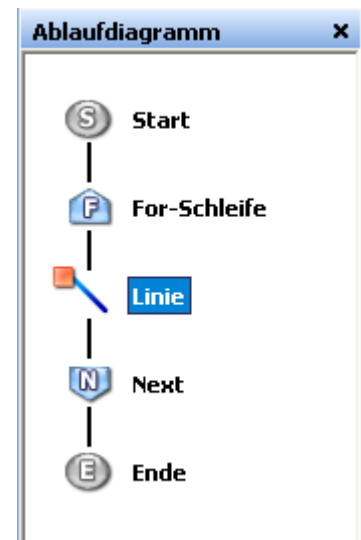 Ablaufdiagramm x
S Start
F For-Schleife
Linie
N Next
E Ende